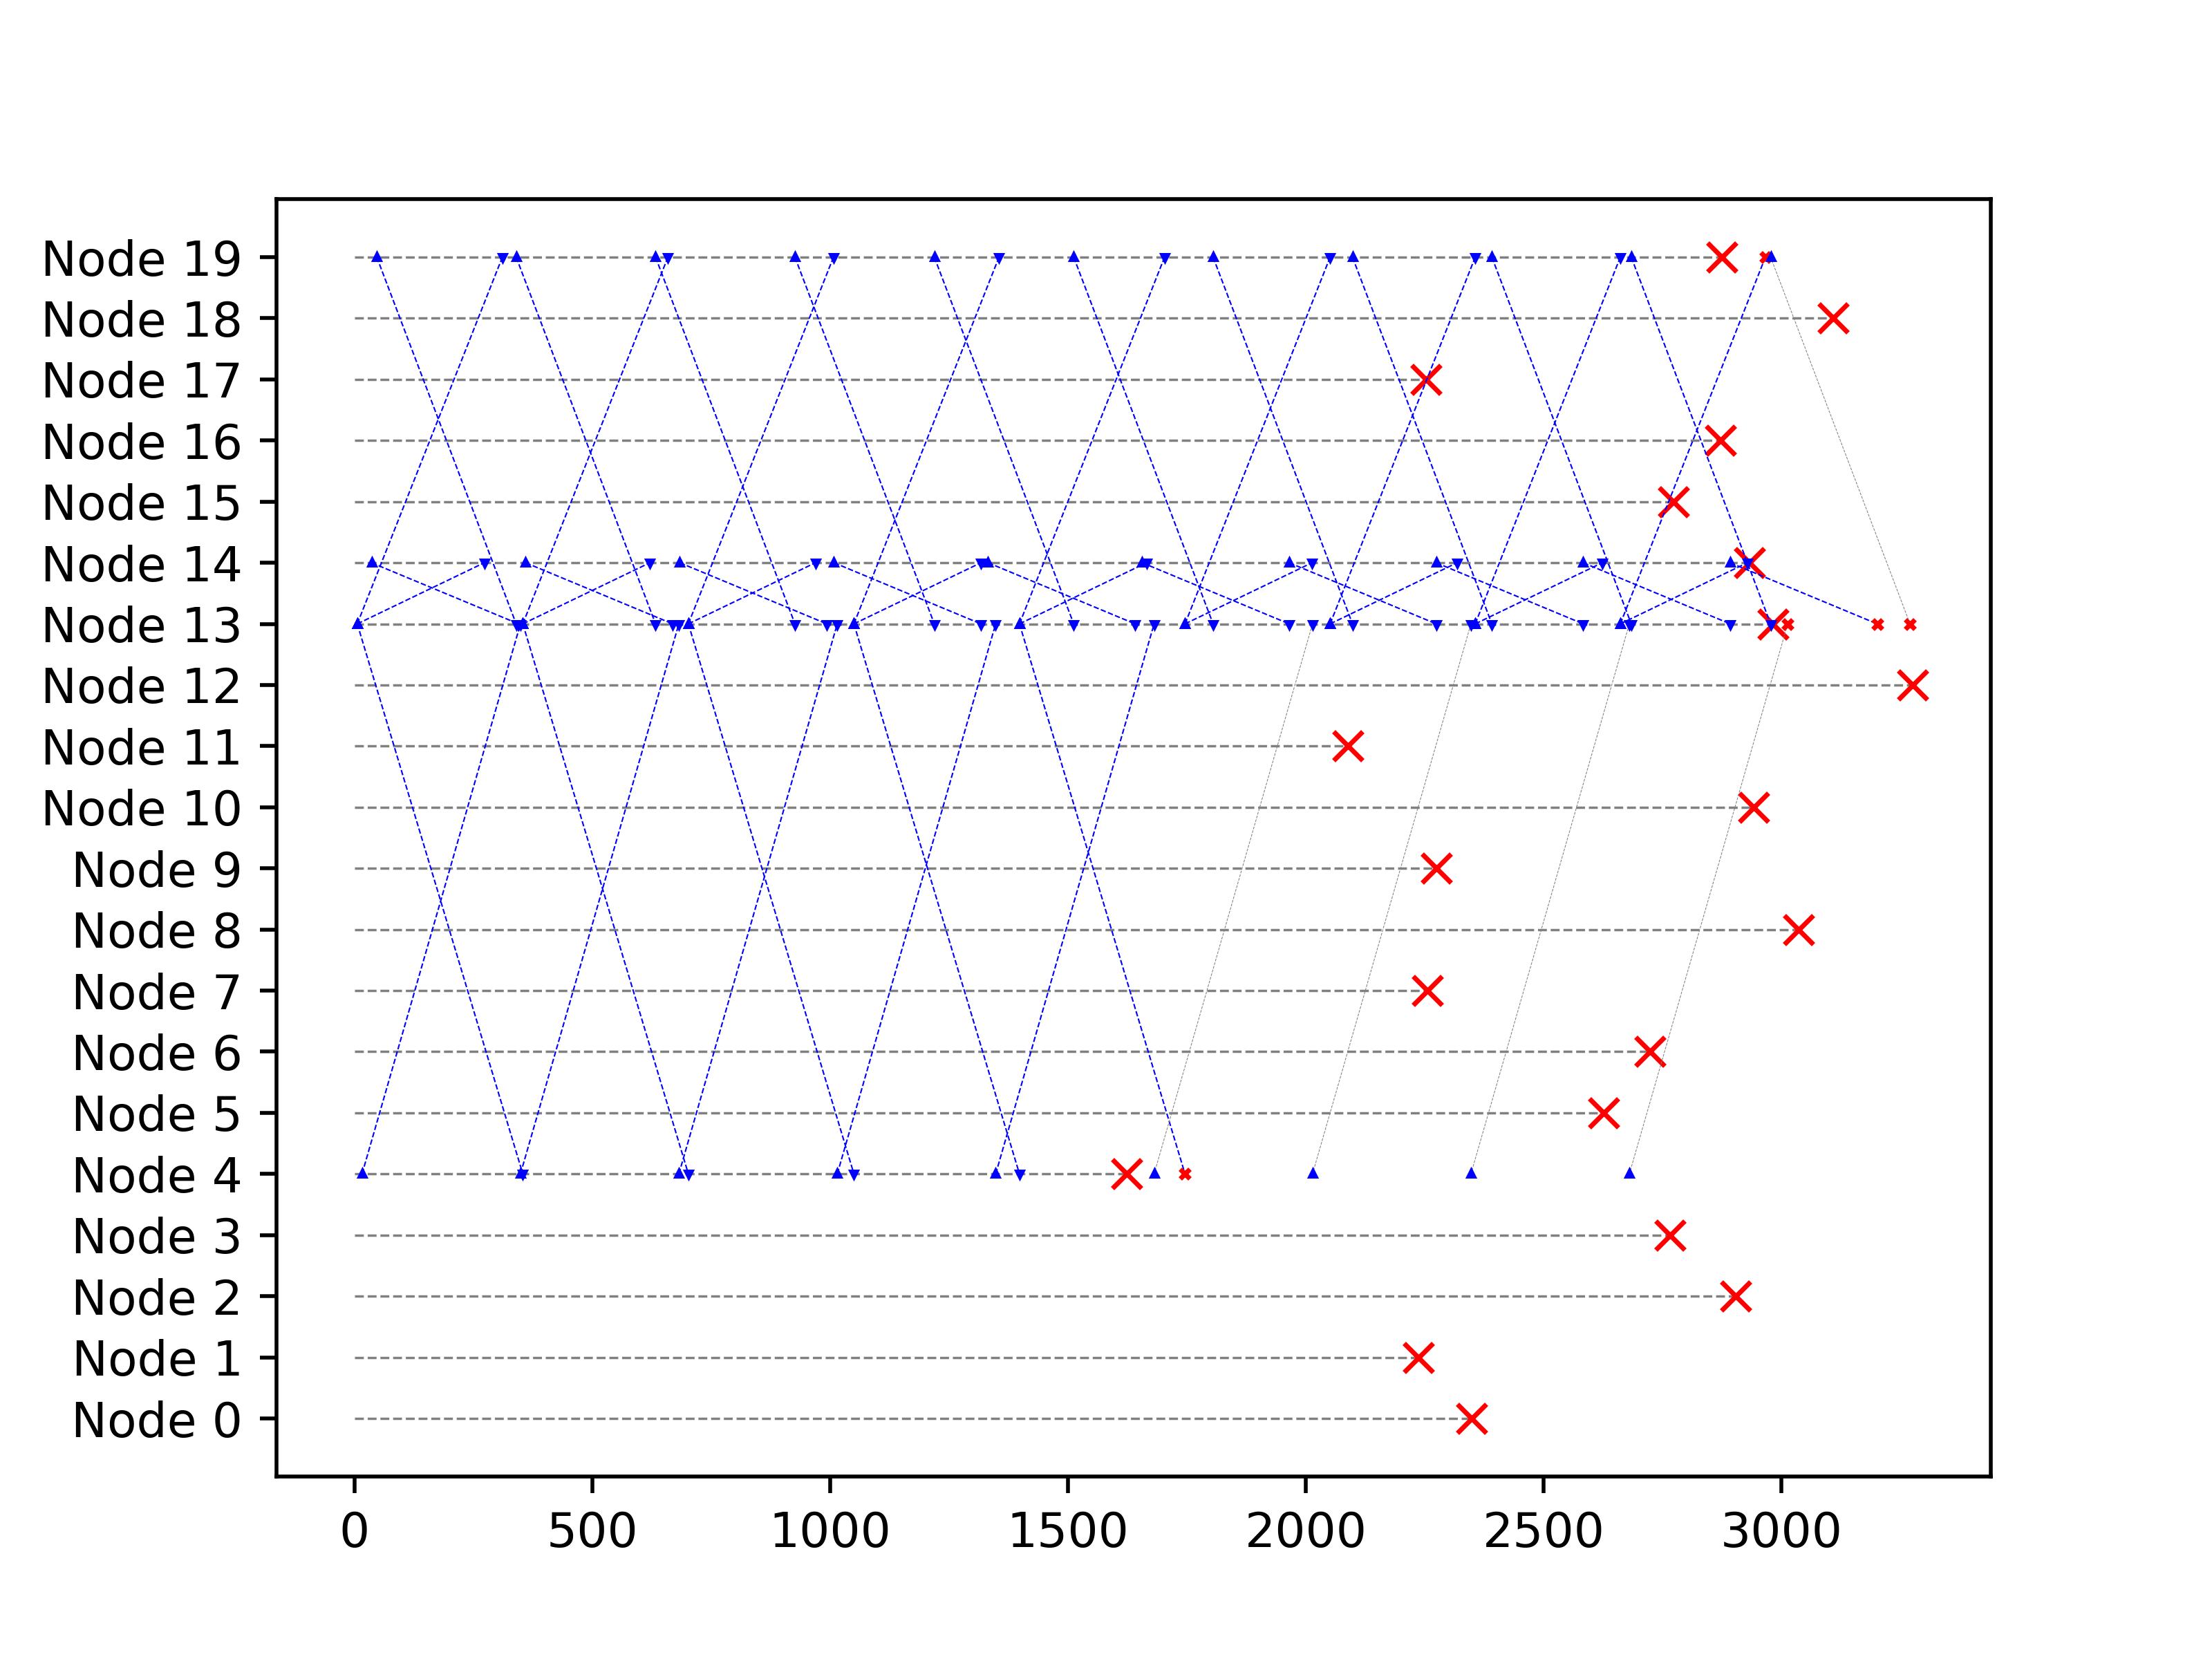 Node 19
Node 18
Node 17
Node 16
Node 15
Node 14
Node 13
Node 12
Node 11
Node 10
Node 9
Node 8
Node 7
Node 6
Node 5
Node 4
Node 3
Node 2
Node 1
Node 0
0 500 1000 1500 2000 2500 3000